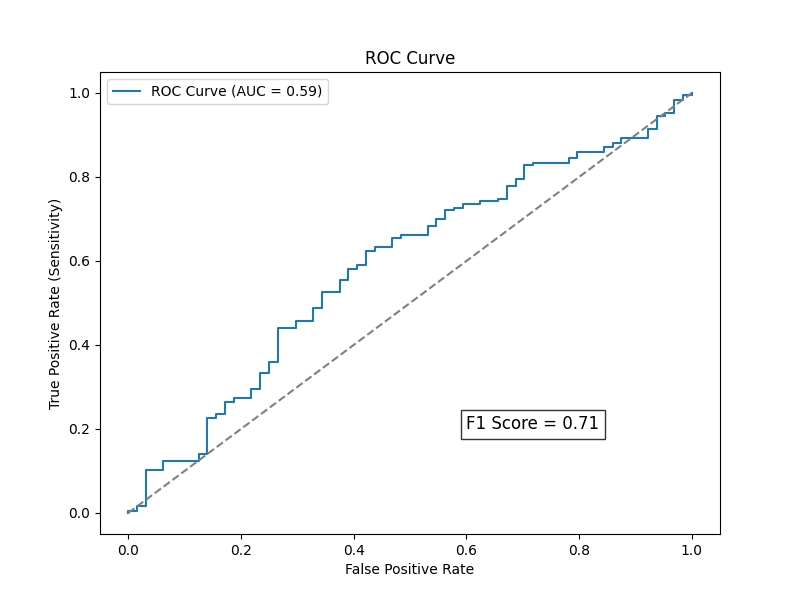 ROC Curve
ROC Curve (AUC = 0.59)
1.0
0.8
0.6
0.4
0.2
0.0
True Positive Rate (Sensitivity)
F1 Score = 0.71
0.0 0.2 0.4 0.6 0.8 1.0
False Positive Rate